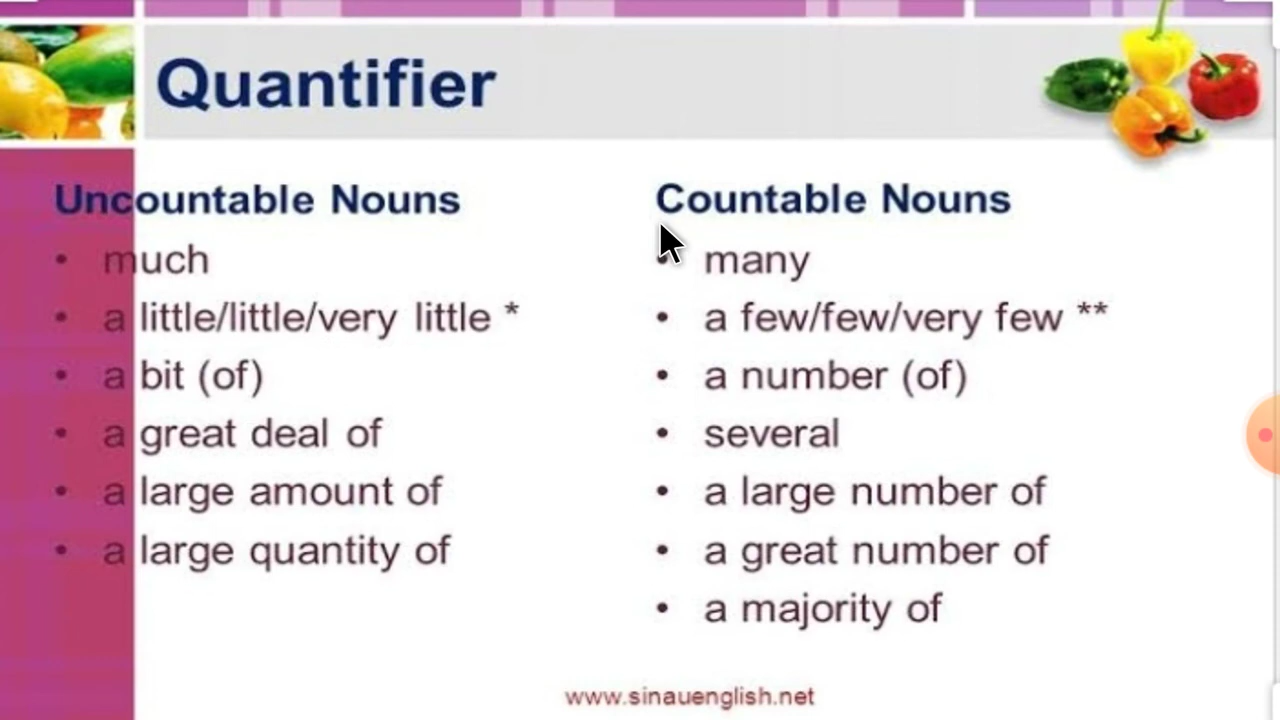 Quantifier
Uncountable Nouns
• much
• a little/little/very little *
• a bit (of)
• a great deal of
• a large amount of
• a large quantity of
Countable Nouns
• many
• a few/few/very few **
• a number (of)
• several
• a large number of
• a great number of
• a majority of
www.sinauenglish.net